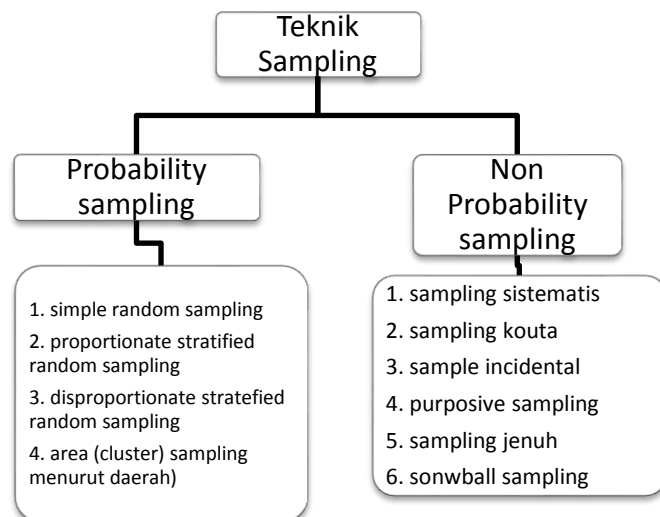 Teknik
Sampling
Probability
sampling
Non
Probability
sampling
1. simple random sampling
2. proportionate stratified
random sampling
3. disproportionate stratefied
random sampling
4. area (cluster) sampling
menurut daerah)
1. sampling sistematis
2. sampling kouta
3. sample incidental
4. purposive sampling
5. sampling jenuh
6. sonwball sampling